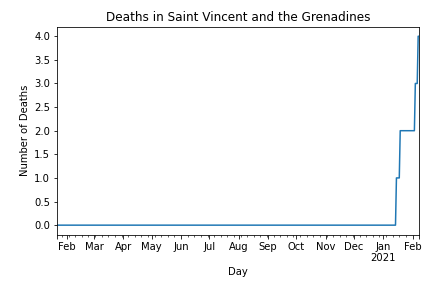 Deaths in Saint Vincent and the Grenadines
4.0
3.5
3.0
2.5
2.0
1.5
1.0
0.5
0.0
Number of Deaths
Feb Mar Apr May Jun Jul Aug Sep Oct Nov Dec Jan Feb
2021
Day